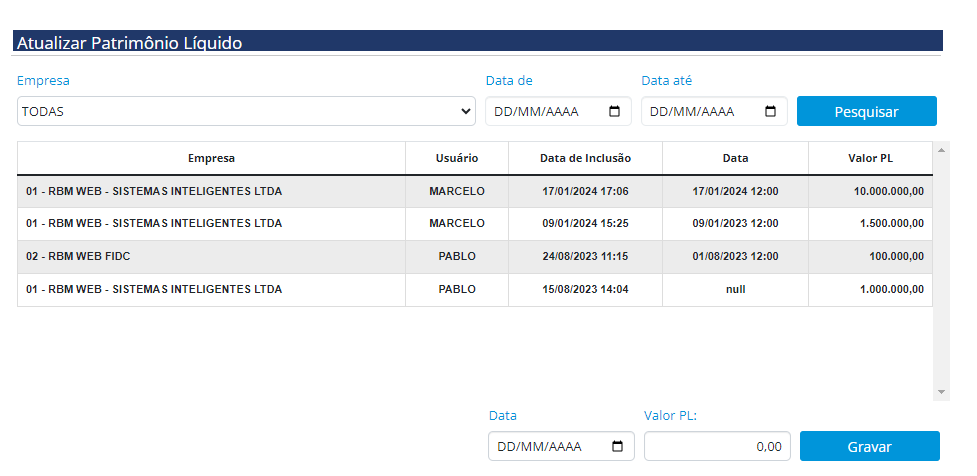 Atualizar Patrimônio Líquido
Empresa Data de Data até
TODAS DD/MM/AAAA DD/MM/AAAA Pesquisar
Empresa Usuário Data de Inclusão Data Valor PL
01 - RBM WEB - SISTEMAS INTELIGENTES LTDA MARCELO 17/01/2024 17:06 17/01/2024 12:00 10.000.000,00
01 - RBM WEB - SISTEMAS INTELIGENTES LTDA MARCELO 09/01/2024 15:25 09/01/2023 12:00 1.500.000,00
02 - RBM WEB FIDC PABLO 24/08/2023 11:15 01/08/2023 12:00 100.000,00
01 - RBM WEB - SISTEMAS INTELIGENTES LTDA PABLO 15/08/2023 14:04 null 1.000.000,00
Data Valor PL:
DD/MM/AAAA 0,00 Gravar